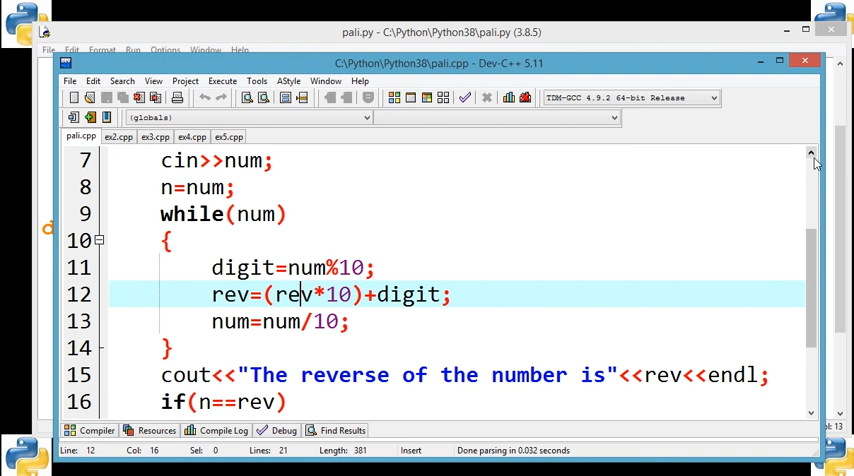 pali.py - C:\Python\Python38\pali.py (3.8.5)
File Edit Format Run Options Window Help
C:\Python\Python38\pali.cpp - Dev-C++ 5.11
File Edit Search View Project Execute Tools AStyle Window Help
TDM-GCC 4.9.2 64-bit Release
(globals)
pali.cpp ex2.cpp ex3.cpp ex4.cpp ex5.cpp
7 cin>>num;
8 n=num;
9 while(num)
10 {
11 digit=num%10;
12 rev=(rev*10)+digit;
13 num=num/10;
14 }
15 cout<<"The reverse of the number is"<<rev<<endl;
16 if(n==rev)
Compiler Resources Compile Log Debug Find Results
Line: 12 Col: 16 Sel: 0 Lines: 21 Length: 381 Insert Done parsing in 0.032 seconds